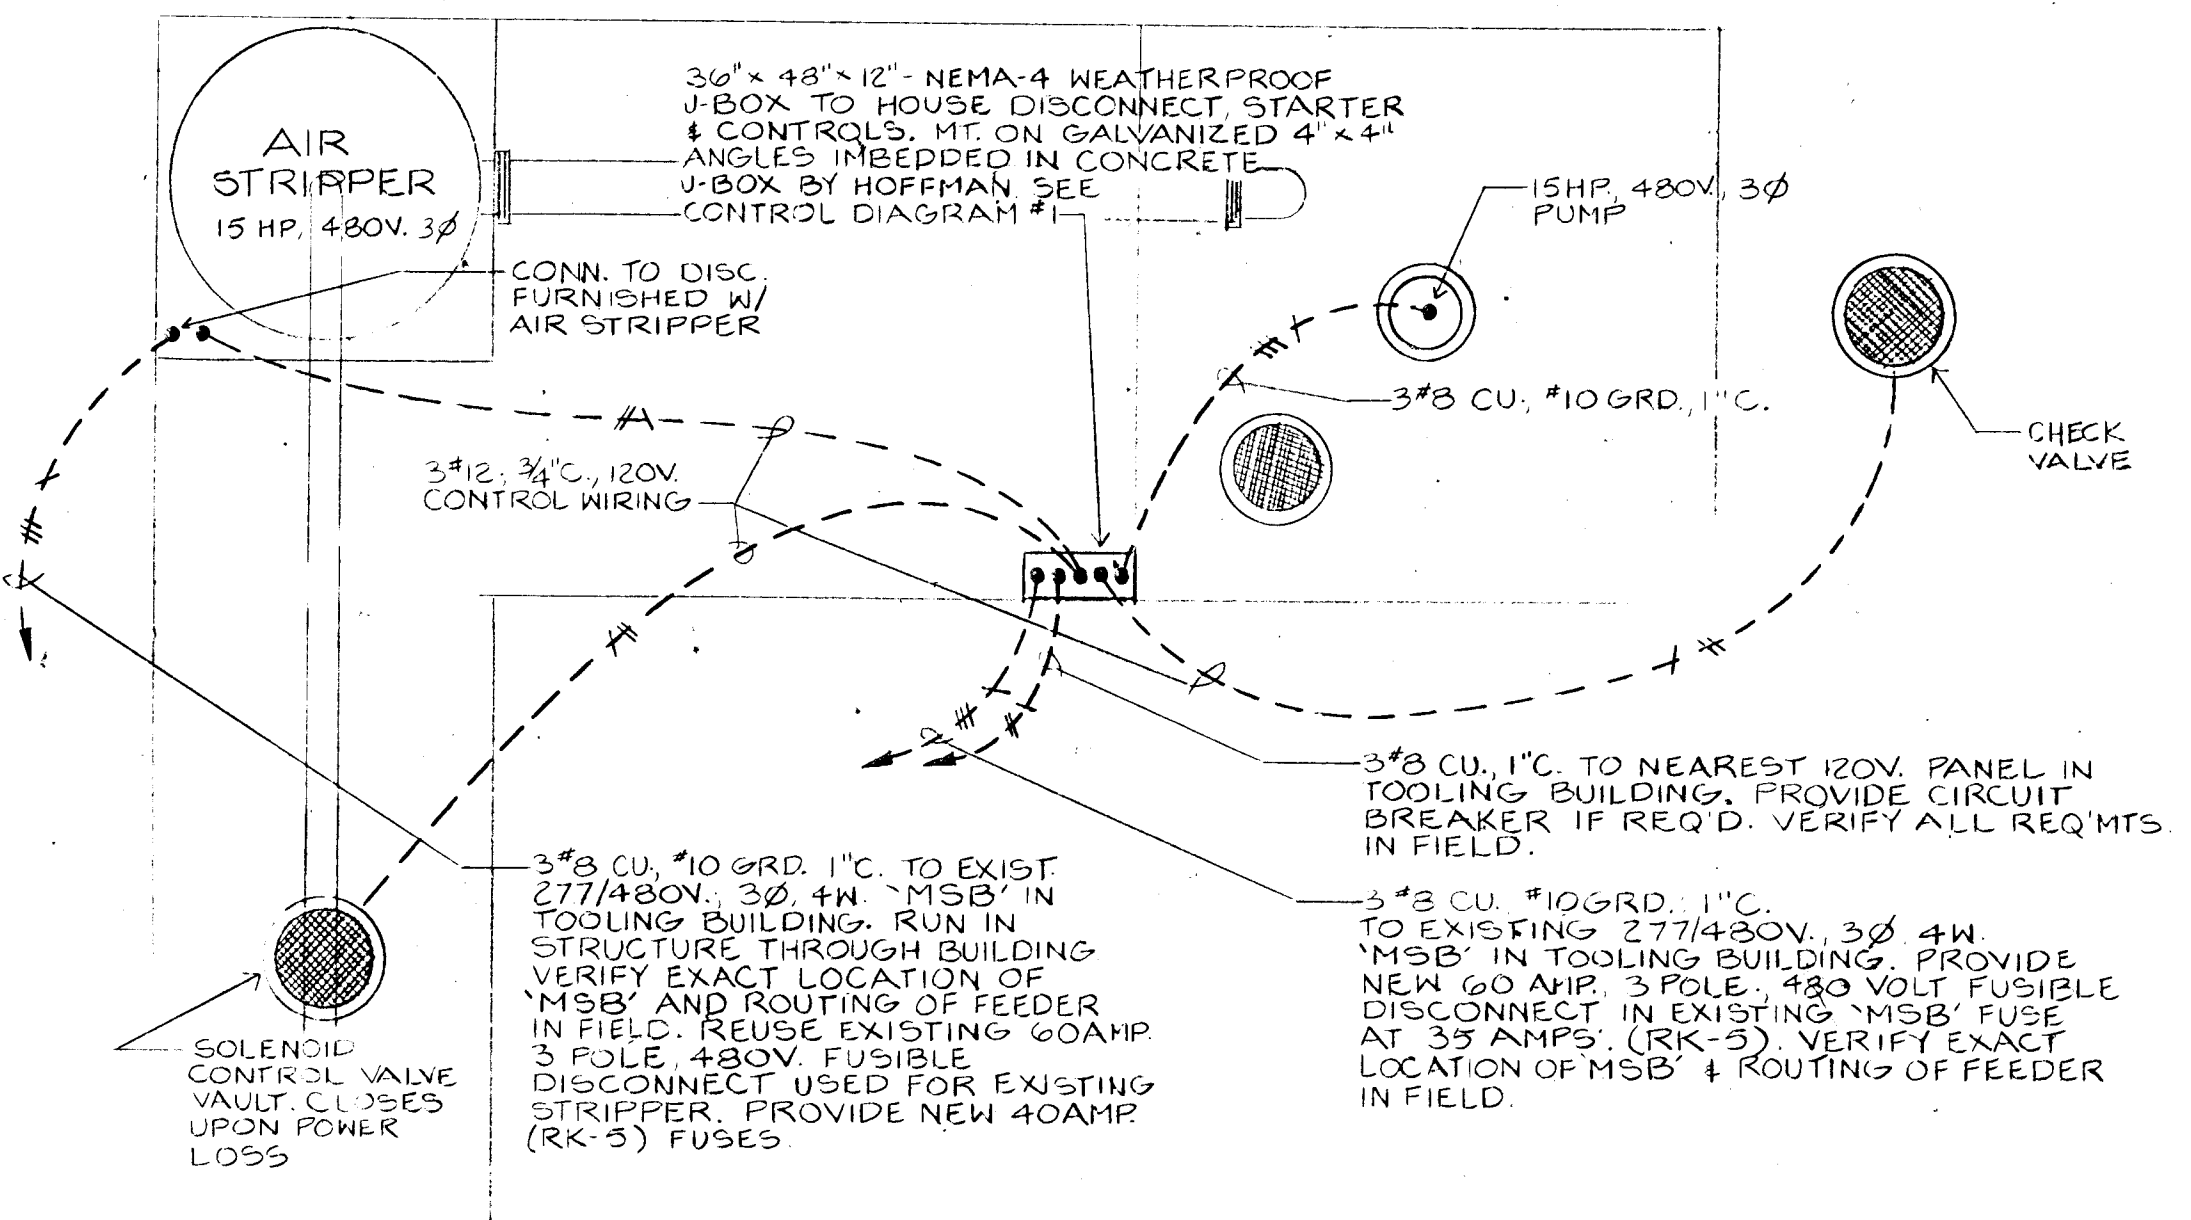 36"x 48"x 12"- NEMA-4 WEATHERPROOF
J-BOX TO HOUSE DISCONNECT, STARTER
& CONTROLS. MT. ON GALVANIZED 4"x 4"
ANGLES IMBEDDED IN CONCRETE
J-BOX BY HOFFMAN. SEE
CONTROL DIAGRAM #1
AIR
STRIPPER
15 HP, 480V. 3Ø
15HP., 480V., 3Ø
PUMP
CONN. TO DISC.
FURNISHED W/
AIR STRIPPER
3#8 CU., #10 GRD., 1"C.
CHECK
VALVE
3#12, 3/4"C., 120V.
CONTROL WIRING
3#8 CU., 1"C. TO NEAREST 120V. PANEL IN
TOOLING BUILDING. PROVIDE CIRCUIT
BREAKER IF REQ'D. VERIFY ALL REQ'MTS.
IN FIELD.
3#8 CU., #10 GRD. 1"C. TO EXIST.
277/480V., 3Ø, 4W. 'MSB' IN
TOOLING BUILDING. RUN IN
STRUCTURE THROUGH BUILDING
VERIFY EXACT LOCATION OF
'MSB' AND ROUTING OF FEEDER
IN FIELD. REUSE EXISTING 60AMP.
3 POLE, 480V. FUSIBLE
DISCONNECT USED FOR EXISTING
STRIPPER. PROVIDE NEW 40AMP.
(RK-5) FUSES.
3 #8 CU. #10GRD., 1"C.
TO EXISTING 277/480V., 3Ø 4W.
'MSB' IN TOOLING BUILDING. PROVIDE
NEW 60 AMP., 3 POLE., 480 VOLT FUSIBLE
DISCONNECT IN EXISTING 'MSB' FUSE
AT 35 AMPS. (RK-5). VERIFY EXACT
LOCATION OF 'MSB' & ROUTING OF FEEDER
IN FIELD.
SOLENOID
CONTROL VALVE
VAULT. CLOSES
UPON POWER
LOSS